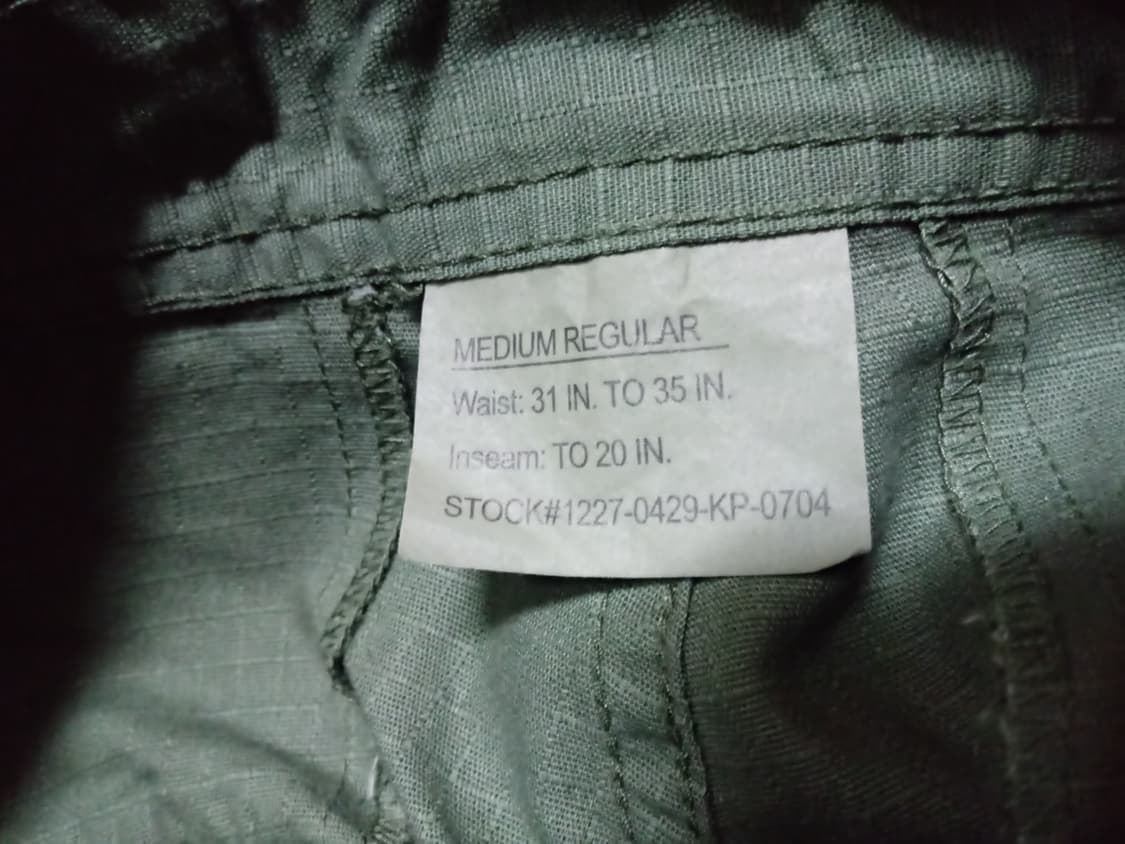 MEDIUM REGULAR
Waist: 31 IN. TO 35 IN.
Inseam: TO 20 IN.
STOCK#1227-0429-KP-0704